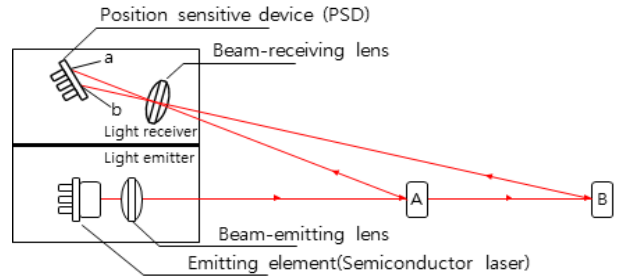 Position sensitive device (PSD)
a
Beam-receiving lens
b
Light receiver
Light emitter
A
B
Beam-emitting lens
Emitting element(Semiconductor laser)